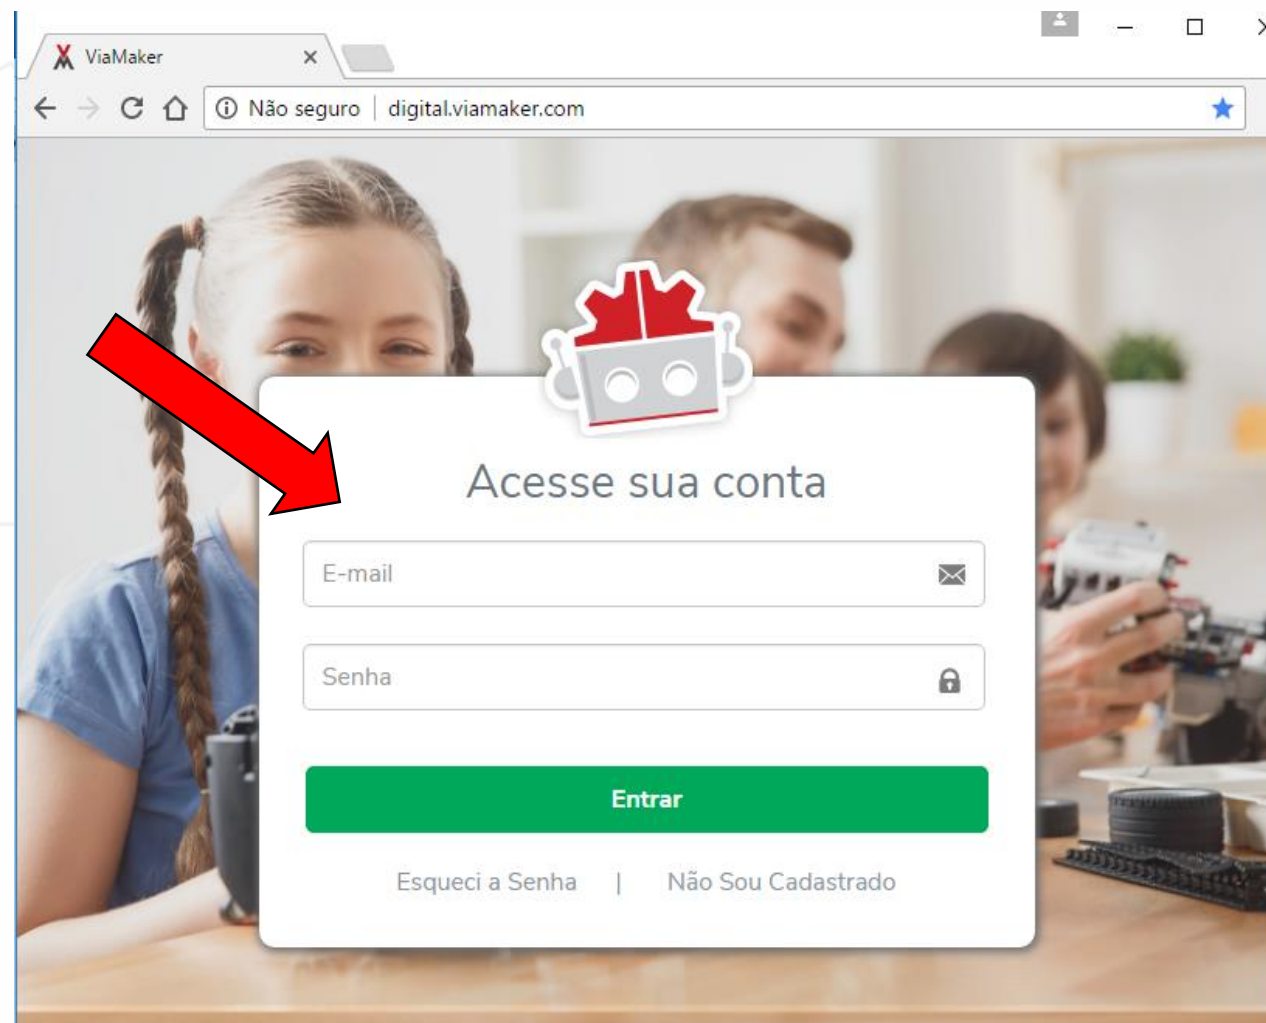 ViaMaker
Não seguro | digital.viamaker.com
Acesse sua conta
E-mail
Senha
Entrar
Esqueci a Senha | Não Sou Cadastrado